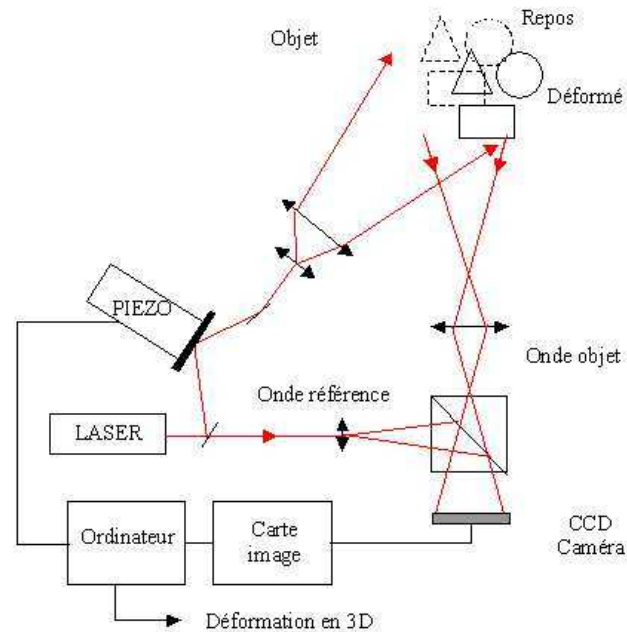 Repos
Objet
Déformé
PIEZO
Onde objet
Onde référence
LASER
Ordinateur
Carte
image
CCD
Caméra
Déformation en 3D